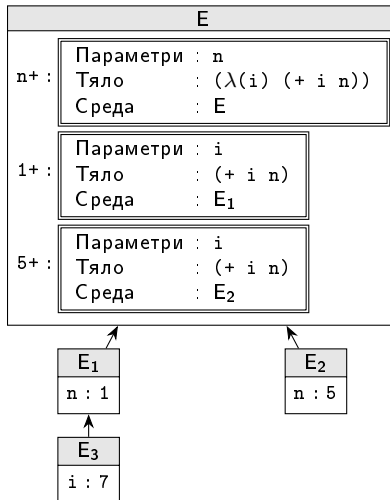 E
n+ :
Параметри : n
Тяло : (λ(i) (+ i n))
Среда : E
1+ :
Параметри : i
Тяло : (+ i n)
Среда : E₁
5+ :
Параметри : i
Тяло : (+ i n)
Среда : E₂
E₁
n : 1
E₂
n : 5
E₃
i : 7